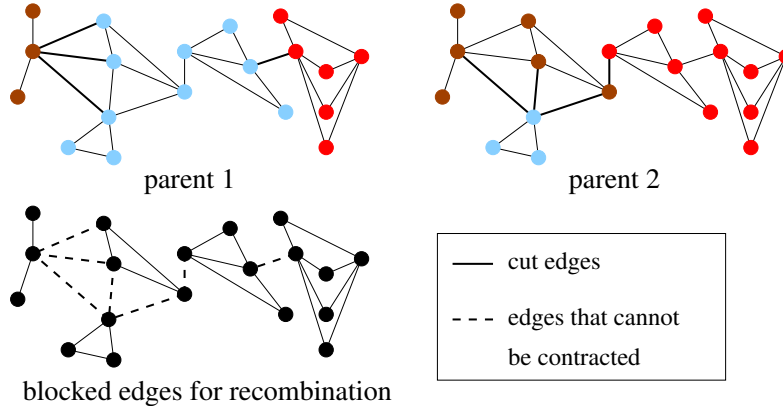 parent 1
parent 2
cut edges
edges that cannot
be contracted
blocked edges for recombination